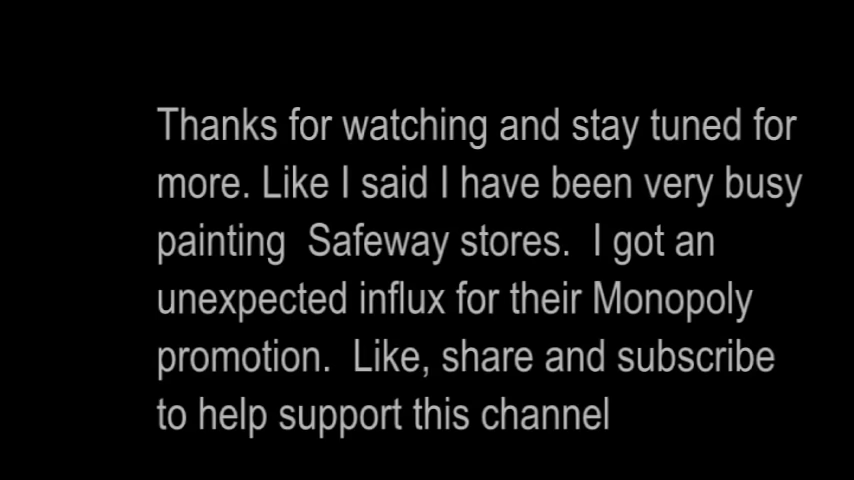 Thanks for watching and stay tuned for
more. Like I said I have been very busy
painting  Safeway stores.  I got an
unexpected influx for their Monopoly
promotion.  Like, share and subscribe
to help support this channel